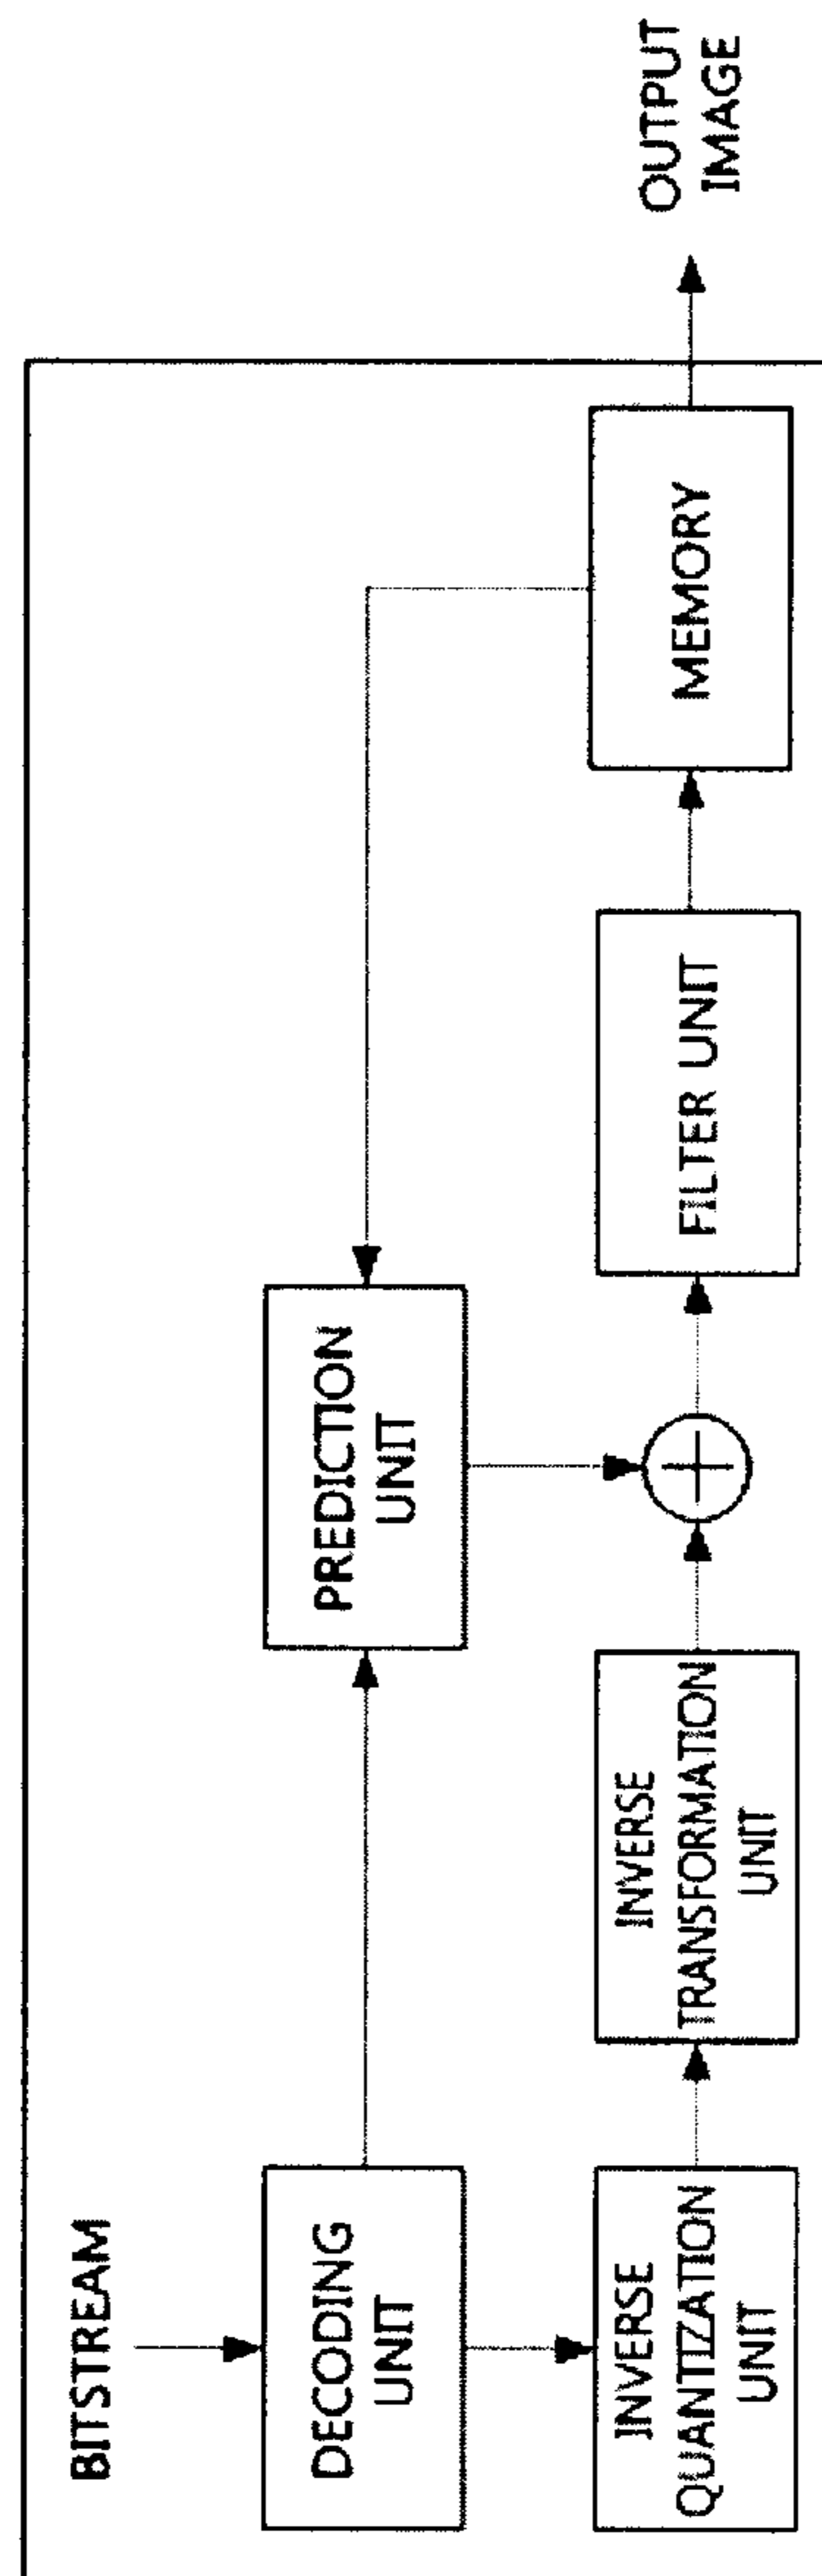 BITSTREAM
DECODING
UNIT
PREDICTION
UNIT
INVERSE
QUANTIZATION
UNIT
INVERSE
TRANSFORMATION
UNIT
FILTER UNIT
MEMORY
OUTPUT
IMAGE